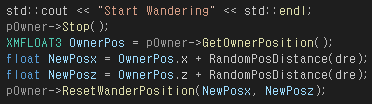 std::cout << "Start Wandering" << std::endl;
pOwner->Stop();
XMFLOAT3 OwnerPos = pOwner->GetOwnerPosition();
float NewPosx = OwnerPos.x + RandomPosDistance(dre);
float NewPosz = OwnerPos.z + RandomPosDistance(dre);
pOwner->ResetWanderPosition(NewPosx, NewPosz);